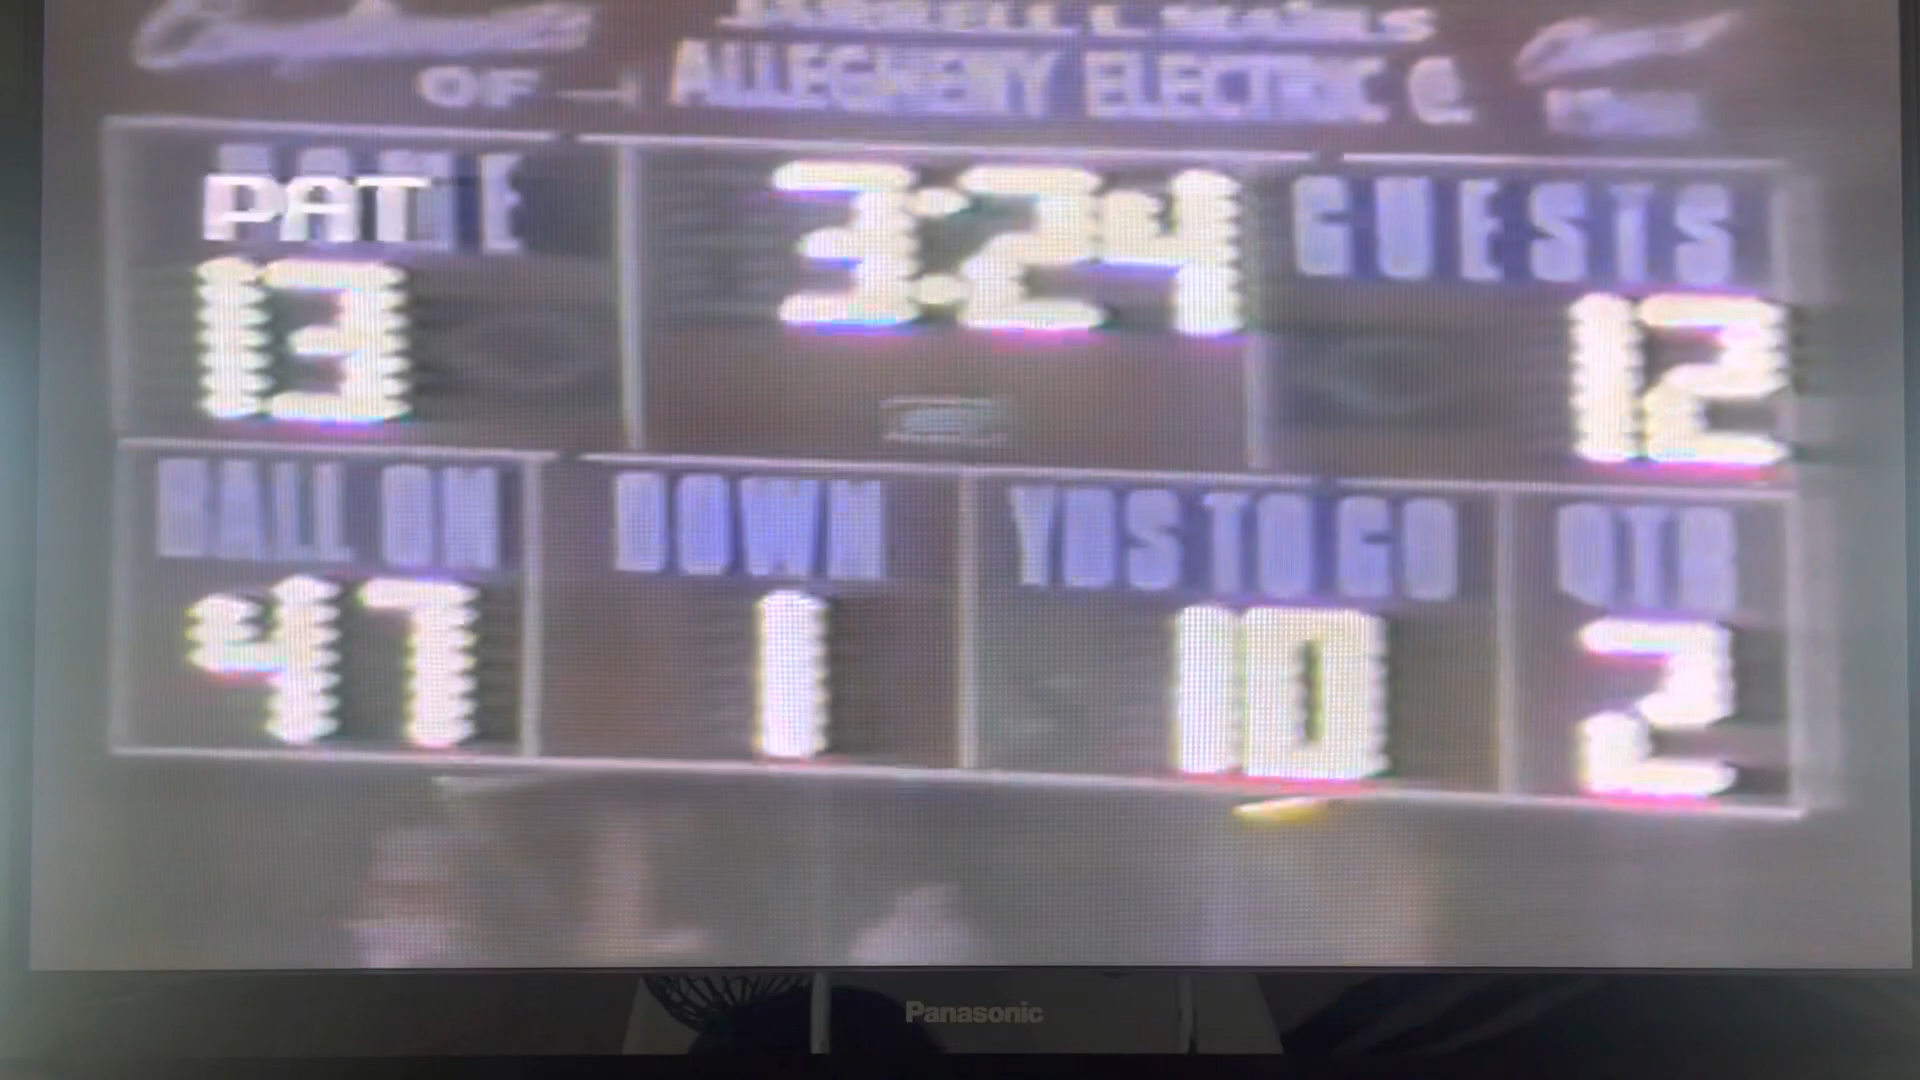 OF
ALLEGHENY ELECTRIC C
PAT
3:24
GUESTS
13
12
BALL ON
DOWN
YDS TO GO
QTR
47
1
10
2
Panasonic